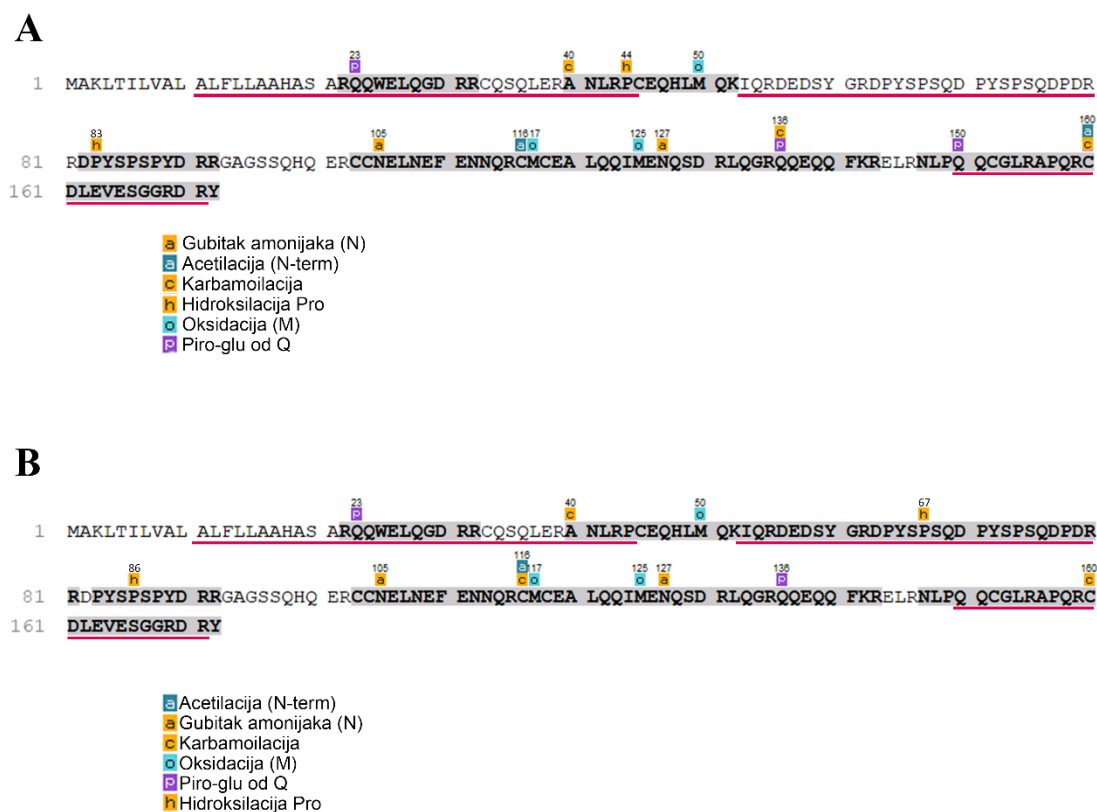 A
23 40 44 50
p c h o
1 MAKLTILVAL ALFLLAAHAS ARQQWELQGD RRCQSQLERA NLRPCEQHLM QKIQRDEDSY GRDPYSPSQD PYSPSQDPDR
136 160
c a
83 105 116 17 125 127 150
h a a o o a p p c
81 RDPYSPSPYD RRGAGSSQHQ ERCCNELNEF ENNQRCMCEA LQQIMENQSD RLQGRQQEQQ FKRELRNLPQ QCGLRAPQRC
161 DLEVESGGRD RY
a Gubitak amonijaka (N)
a Acetilacija (N-term)
c Karbamoilacija
h Hidroksilacija Pro
o Oksidacija (M)
p Piro-glu od Q
B
23 40 50 67
p c o h
1 MAKLTILVAL ALFLLAAHAS ARQQWELQGD RRCQSQLERA NLRPCEQHLM QKIQRDEDSY GRDPYSPSQD PYSPSQDPDR
116
a
86 105 117 125 127 136 160
h a c o o a p c
81 RDPYSPSPYD RRGAGSSQHQ ERCCNELNEF ENNQRCMCEA LQQIMENQSD RLQGRQQEQQ FKRELRNLPQ QCGLRAPQRC
161 DLEVESGGRD RY
a Acetilacija (N-term)
a Gubitak amonijaka (N)
c Karbamoilacija
o Oksidacija (M)
p Piro-glu od Q
h Hidroksilacija Pro